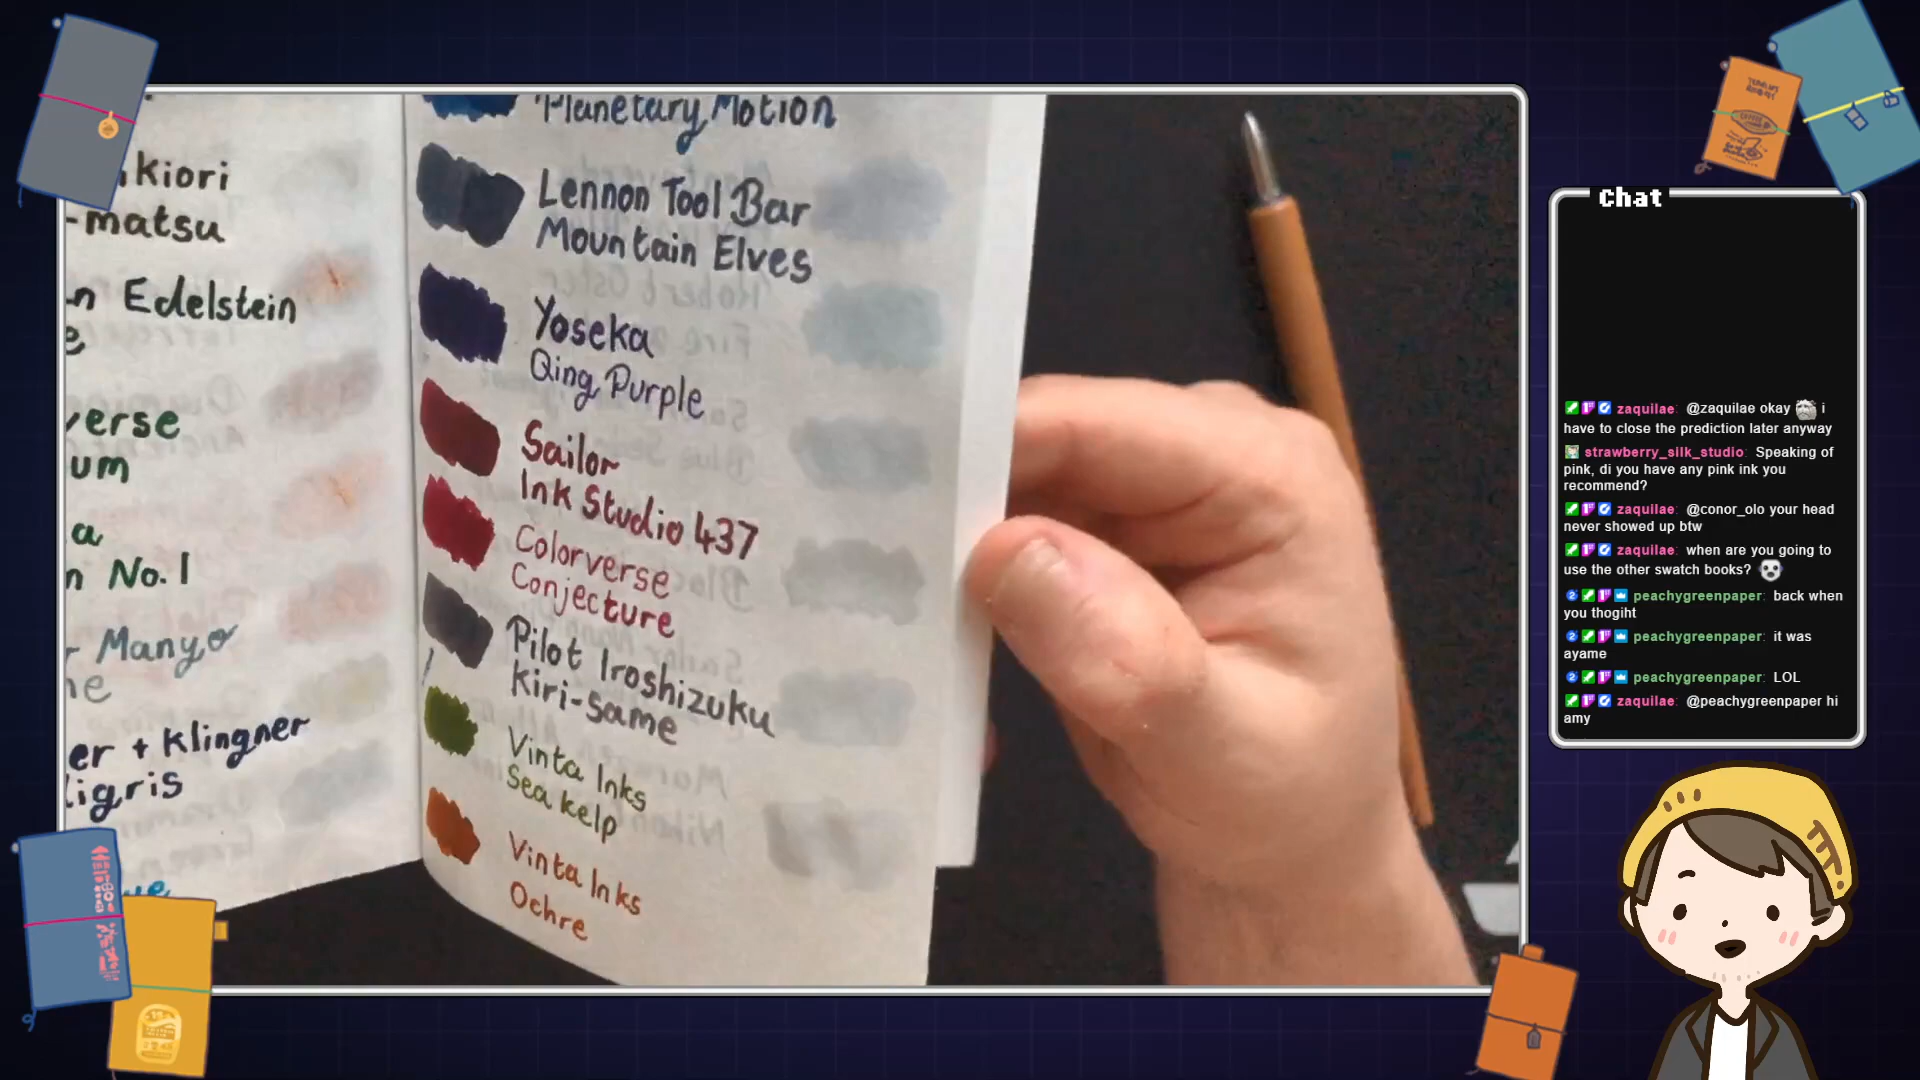 kiori
-matsu
n Edelstein
e
verse
um
a
n No.1
r Manyo
ne
er + Klingner
igris
ue
Planetary Motion
Lennon Tool Bar
Mountain Elves
Yoseka
Qing Purple
Sailor
Ink Studio 437
Colorverse
Conjecture
Pilot Iroshizuku
Kiri-same
Vinta Inks
Sea kelp
Vinta Inks
Ochre
Chat
zaquilae: @zaquilae okay i
have to close the prediction later anyway
strawberry_silk_studio: Speaking of
pink, di you have any pink ink you
recommend?
zaquilae: @conor_olo your head
never showed up btw
zaquilae: when are you going to
use the other swatch books?
peachygreenpaper: back when
you thogiht
peachygreenpaper: it was
ayame
peachygreenpaper: LOL
zaquilae: @peachygreenpaper hi
amy